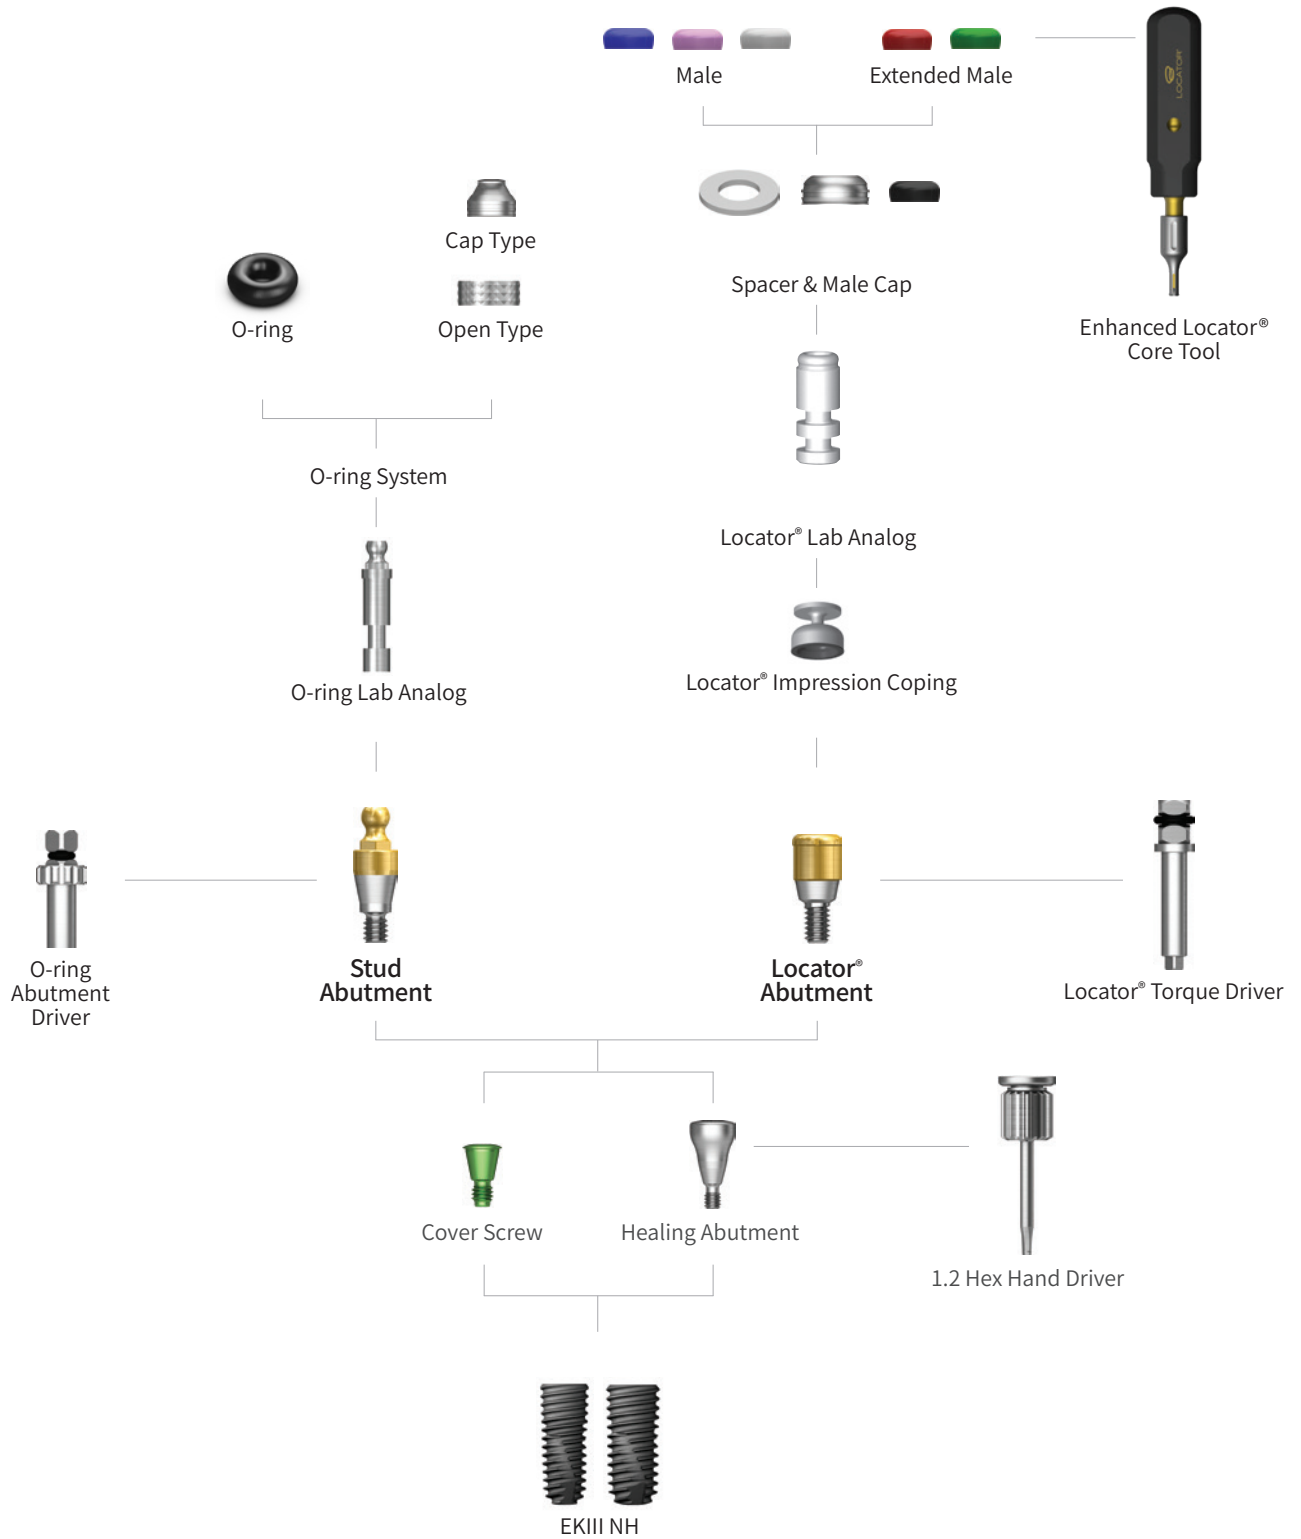 LOCATOR®
Male
Extended Male
Cap Type
Spacer & Male Cap
O-ring
Open Type
Enhanced Locator®
Core Tool
O-ring System
Locator® Lab Analog
O-ring Lab Analog
Locator® Impression Coping
O-ring
Abutment
Driver
Stud
Abutment
Locator®
Abutment
Locator® Torque Driver
Cover Screw
Healing Abutment
1.2 Hex Hand Driver
EKIII NH